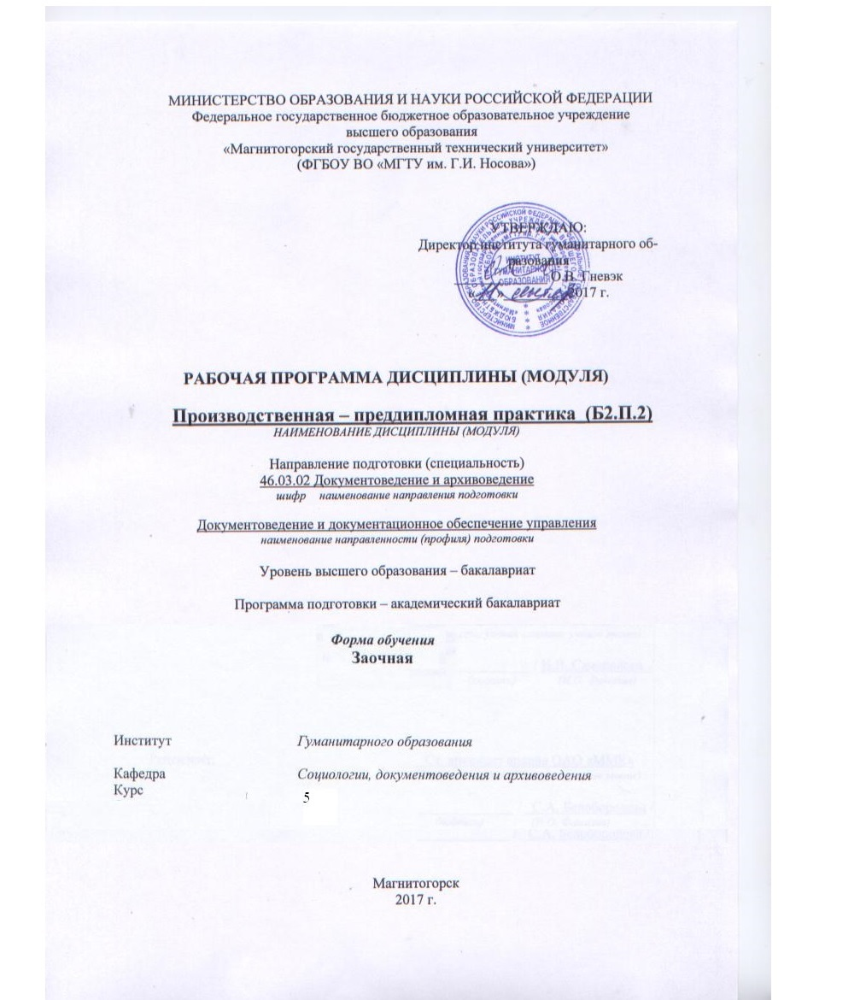 МИНИСТЕРСТВО ОБРАЗОВАНИЯ И НАУКИ РОССИЙСКОЙ ФЕДЕРАЦИИ
Федеральное государственное бюджетное образовательное учреждение
высшего образования
«Магнитогорский государственный технический университет»
(ФГБОУ ВО «МГТУ им. Г.И. Носова»)
УТВЕРЖДАЮ:
Директор института гуманитарного об-
разования
О.В. Гневэк
2017 г.
ИНСТИТУТ
ГУМАНИТАРНОГО
ОБРАЗОВАНИЯ
РАБОЧАЯ ПРОГРАММА ДИСЦИПЛИНЫ (МОДУЛЯ)
Производственная – преддипломная практика (Б2.П.2)
НАИМЕНОВАНИЕ ДИСЦИПЛИНЫ (МОДУЛЯ)
Направление подготовки (специальность)
46.03.02 Документоведение и архивоведение
шифр наименование направления подготовки
Документоведение и документационное обеспечение управления
наименование направленности (профиля) подготовки
Уровень высшего образования – бакалавриат
Программа подготовки – академический бакалавриат
Форма обучения
Заочная
Институт Гуманитарного образования
Кафедра Социологии, документоведения и архивоведения
Курс 5
Магнитогорск
2017 г.